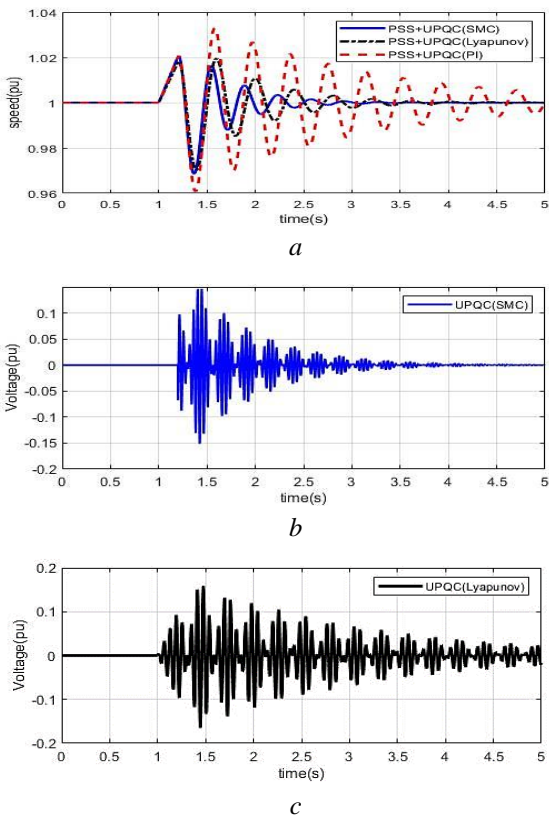 1.04
1.02
1
0.98
0.96
speed(pu)
PSS+UPQC(SMC)
PSS+UPQC(Lyapunov)
PSS+UPQC(PI)
0 0.5 1 1.5 2 2.5 3 3.5 4 4.5 5
time(s)
a
0.1
0.05
0
-0.05
-0.1
-0.15
-0.2
Voltage(pu)
UPQC(SMC)
0 0.5 1 1.5 2 2.5 3 3.5 4 4.5 5
time(s)
b
0.2
0.1
0
-0.1
-0.2
Voltage(pu)
UPQC(Lyapunov)
0 0.5 1 1.5 2 2.5 3 3.5 4 4.5 5
time(s)
c